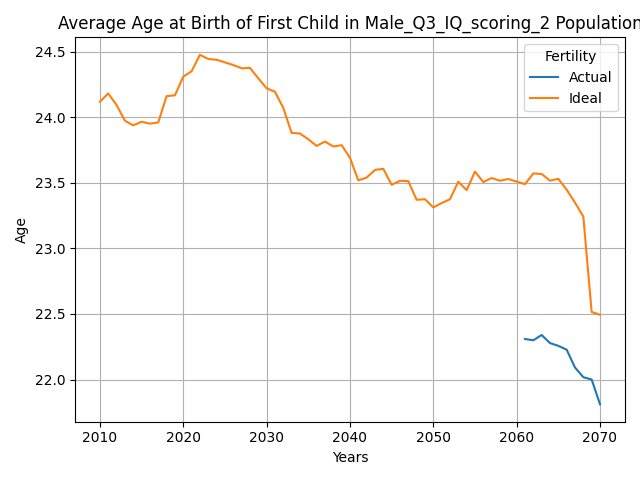 Average Age at Birth of First Child in Male_Q3_IQ_scoring_2 Population
Fertility
Actual
Ideal
24.5
24.0
23.5
23.0
22.5
22.0
Age
2010 2020 2030 2040 2050 2060 2070
Years